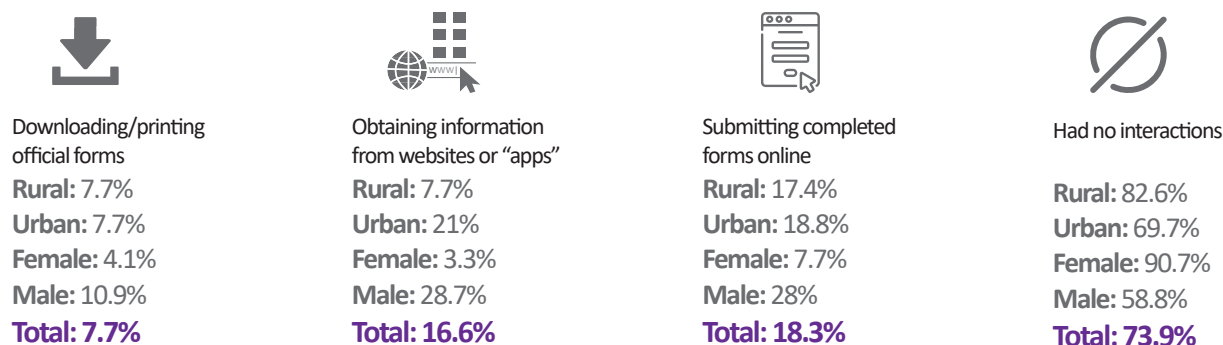 www
Downloading/printing
official forms
Rural: 7.7%
Urban: 7.7%
Female: 4.1%
Male: 10.9%
Total: 7.7%
Obtaining information
from websites or “apps”
Rural: 7.7%
Urban: 21%
Female: 3.3%
Male: 28.7%
Total: 16.6%
Submitting completed
forms online
Rural: 17.4%
Urban: 18.8%
Female: 7.7%
Male: 28%
Total: 18.3%
Had no interactions
Rural: 82.6%
Urban: 69.7%
Female: 90.7%
Male: 58.8%
Total: 73.9%